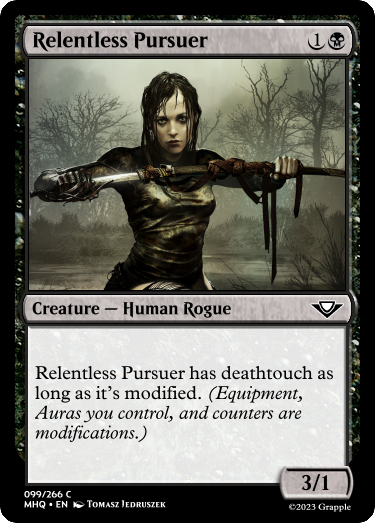 Relentless Pursuer 1
Creature — Human Rogue
Relentless Pursuer has deathtouch as
long as it's modified. (Equipment,
Auras you control, and counters are
modifications.)
3/1
099/266 C
MHQ • EN Tomasz Jedruszek
©2023 Grapple